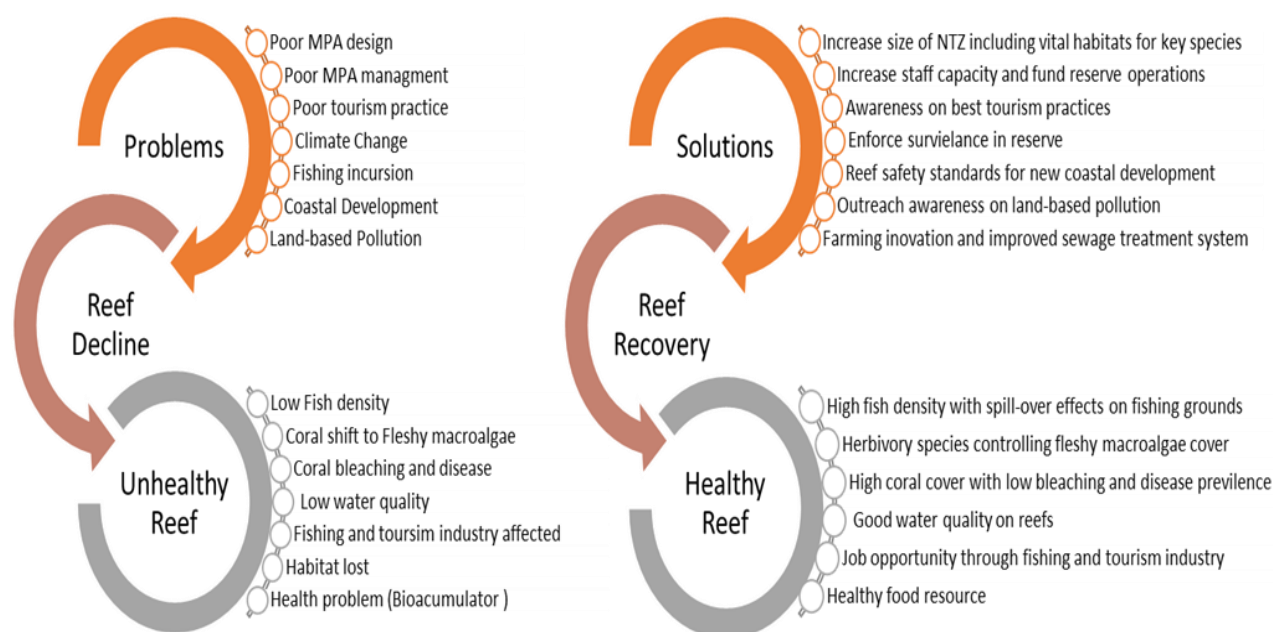 Problems
Poor MPA design
Poor MPA managment
Poor tourism practice
Climate Change
Fishing incursion
Coastal Development
Land-based Pollution
Reef
Decline
Unhealthy
Reef
Low Fish density
Coral shift to Fleshy macroalgae
Coral bleaching and disease
Low water quality
Fishing and toursim industry affected
Habitat lost
Health problem (Bioacumulator )
Solutions
Increase size of NTZ including vital habitats for key species
Increase staff capacity and fund reserve operations
Awareness on best tourism practices
Enforce survielance in reserve
Reef safety standards for new coastal development
Outreach awareness on land-based pollution
Farming inovation and improved sewage treatment system
Reef
Recovery
Healthy
Reef
High fish density with spill-over effects on fishing grounds
Herbivory species controlling fleshy macroalgae cover
High coral cover with low bleaching and disease previlence
Good water quality on reefs
Job opportunity through fishing and tourism industry
Healthy food resource